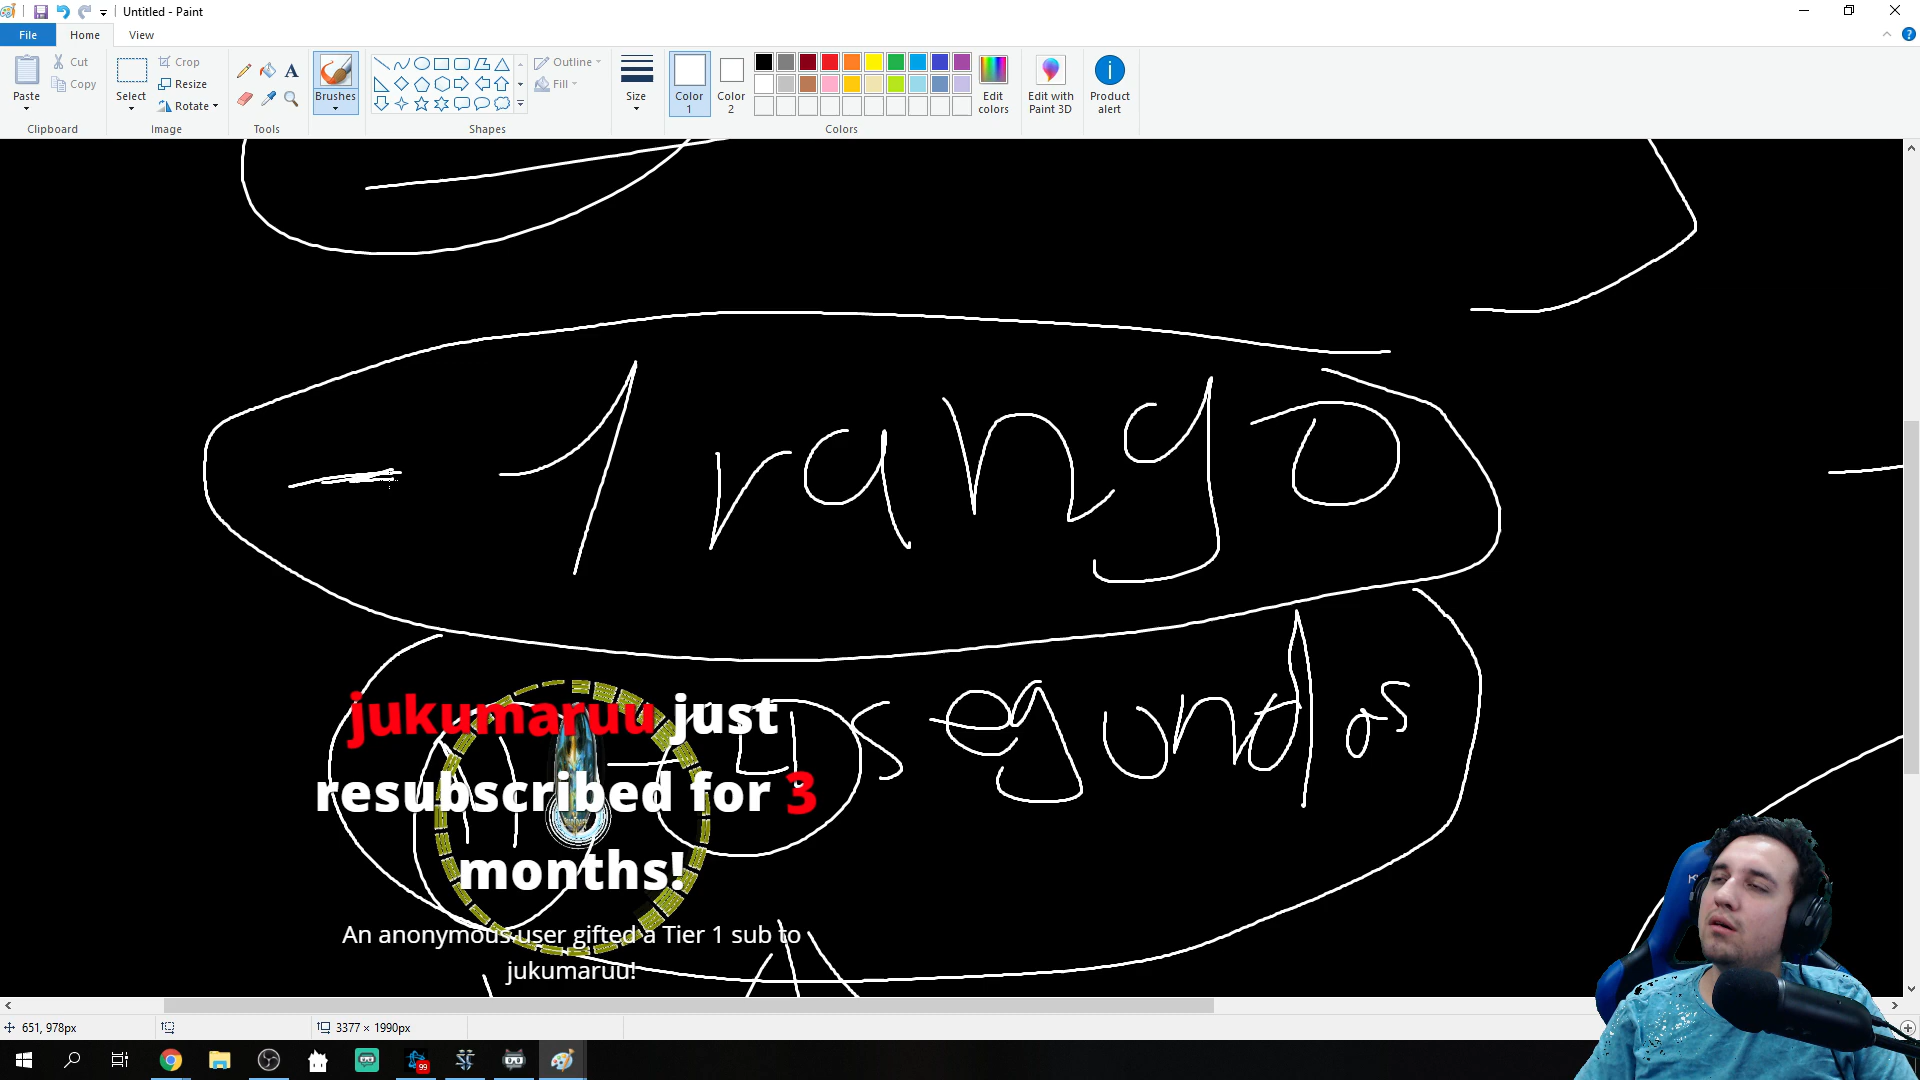 Untitled - Paint
File Home View
Paste
Cut
Copy
Clipboard
Select
Crop
Resize
Rotate
Image
Tools
Brushes
Shapes
Outline
Fill
Size
Color 1
Color 2
Colors
Edit colors
Edit with Paint 3D
Product alert
- 1 rango
- 4 segundos
jukumaruu just
resubscribed for 3
months!
An anonymous user gifted a Tier 1 sub to
jukumaruu!
651, 978px
3377 × 1990px
99